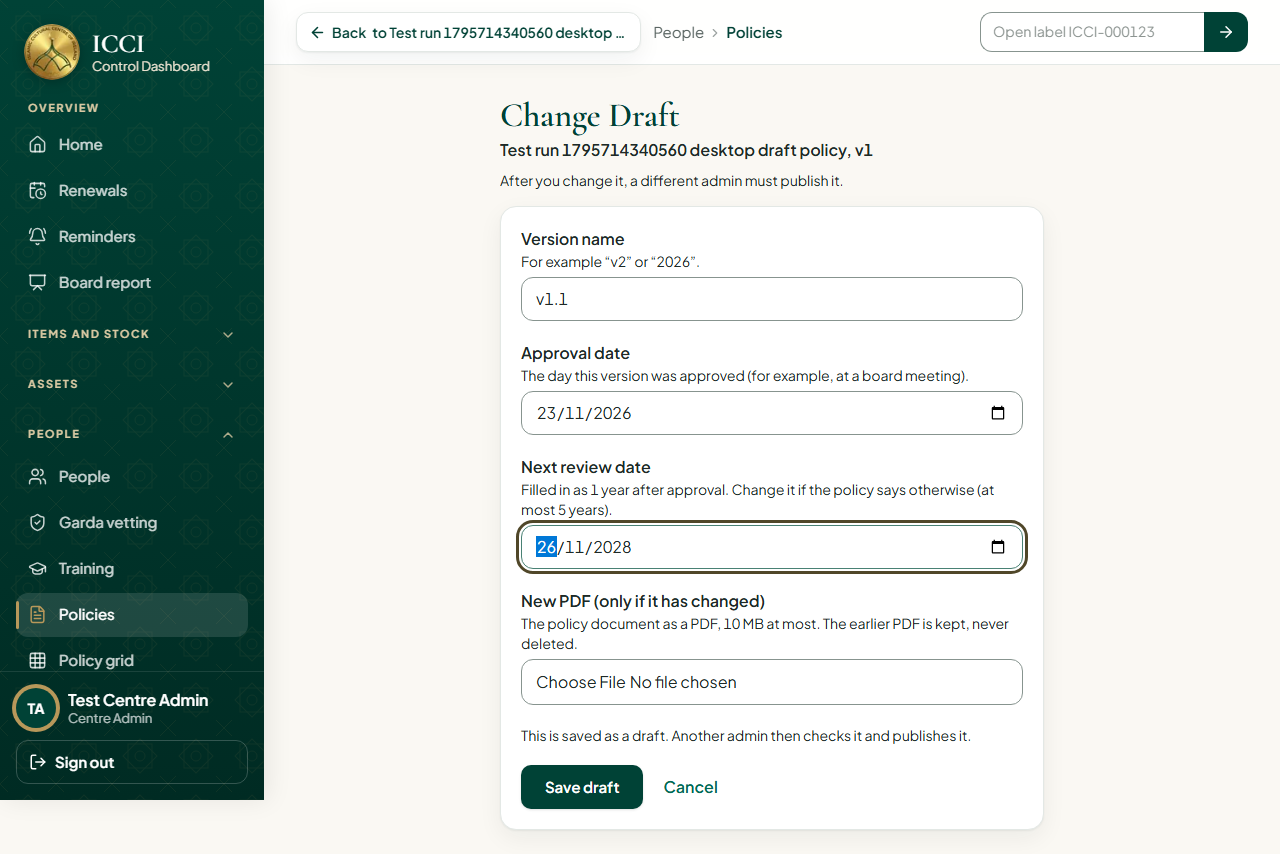 ICCI
Control Dashboard
OVERVIEW
Home
Renewals
Reminders
Board report
ITEMS AND STOCK
ASSETS
PEOPLE
People
Garda vetting
Training
Policies
Policy grid
TA
Test Centre Admin
Centre Admin
Sign out
Back to Test run 1795714340560 desktop ...
People > Policies
Open label ICCI-000123
Change Draft
Test run 1795714340560 desktop draft policy, v1
After you change it, a different admin must publish it.
Version name
For example “v2” or “2026”.
v1.1
Approval date
The day this version was approved (for example, at a board meeting).
23/11/2026
Next review date
Filled in as 1 year after approval. Change it if the policy says otherwise (at
most 5 years).
26/11/2028
New PDF (only if it has changed)
The policy document as a PDF, 10 MB at most. The earlier PDF is kept, never
deleted.
Choose File No file chosen
This is saved as a draft. Another admin then checks it and publishes it.
Save draft
Cancel